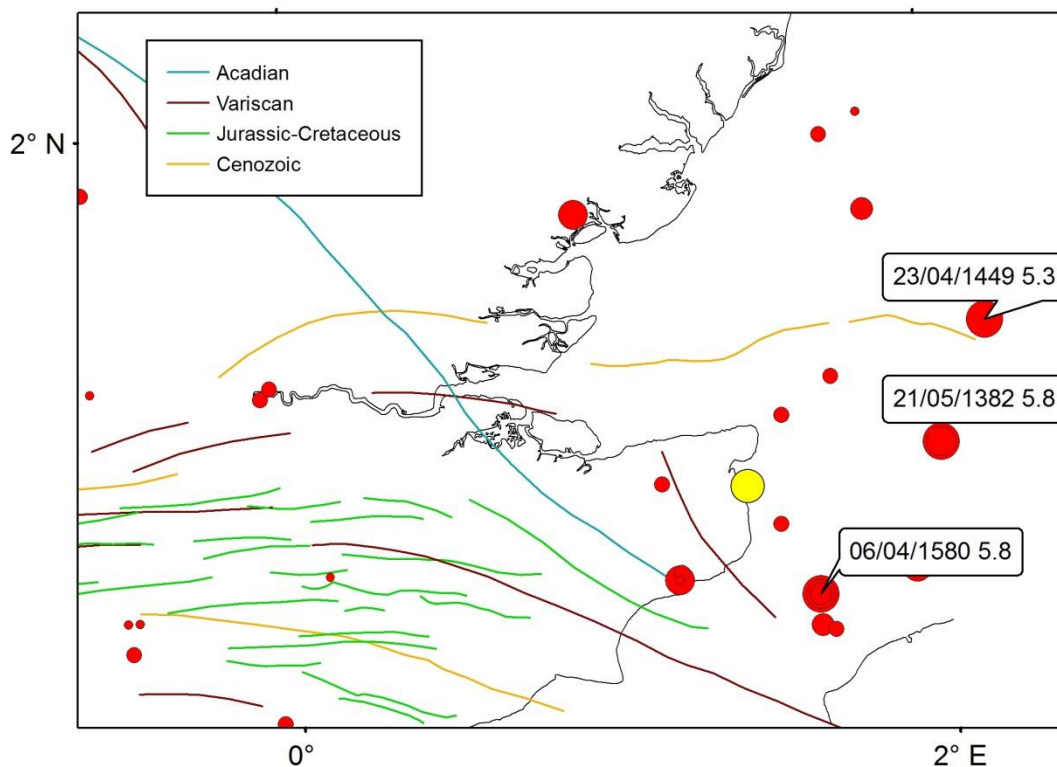 Acadian
Variscan
Jurassic-Cretaceous
Cenozoic
2° N
23/04/1449 5.3
21/05/1382 5.8
06/04/1580 5.8
0°
2° E